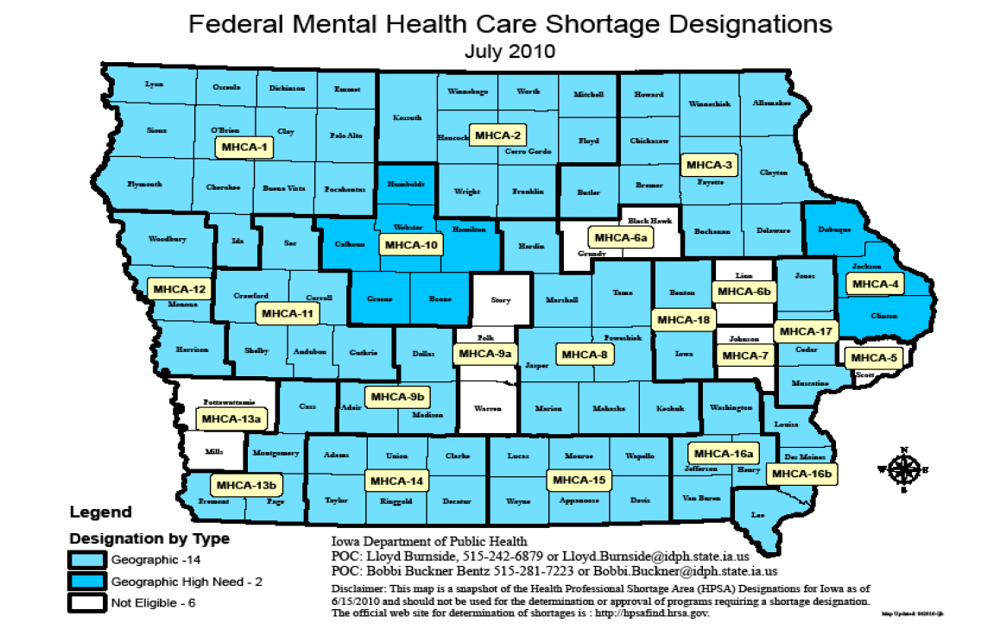 Federal Mental Health Care Shortage Designations
July 2010
Lyon
Osceola
Dickinson
Emmet
Kossuth
Winnebago
Worth
Mitchell
Howard
Winneshiek
Allamakee
Sioux
O'Brien
Clay
Palo Alto
MHCA-1
Hancock
MHCA-2
Cerro Gordo
Floyd
Chickasaw
MHCA-3
Fayette
Clayton
Plymouth
Cherokee
Buena Vista
Pocahontas
Humboldt
Wright
Franklin
Butler
Bremer
Woodbury
Ida
Sac
Calhoun
Webster
MHCA-10
Hamilton
Hardin
Black Hawk
MHCA-6a
Grundy
Buchanan
Delaware
Dubuque
MHCA-12
Monona
Crawford
Carroll
MHCA-11
Greene
Boone
Story
Marshall
Tama
Benton
Linn
MHCA-6b
Jones
Jackson
MHCA-4
Clinton
MHCA-18
Harrison
Shelby
Audubon
Guthrie
Dallas
Polk
MHCA-9a
Jasper
MHCA-8
Poweshiek
Iowa
Johnson
MHCA-7
MHCA-17
Cedar
MHCA-5
Scott
Muscatine
Pottawattamie
MHCA-13a
Cass
Adair
MHCA-9b
Madison
Warren
Marion
Mahaska
Keokuk
Washington
Louisa
Mills
Montgomery
Adams
Union
Clarke
Lucas
Monroe
Wapello
MHCA-16a
Jefferson
Henry
Des Moines
MHCA-16b
MHCA-13b
Fremont
Page
MHCA-14
Taylor
Ringgold
Decatur
MHCA-15
Wayne
Appanoose
Davis
Van Buren
Lee
N
W
E
S
Legend
Designation by Type
Geographic -14
Geographic High Need - 2
Not Eligible - 6
Iowa Department of Public Health
POC: Lloyd Burnside, 515-242-6879 or Lloyd.Burnside@idph.state.ia.us
POC: Bobbi Buckner Bentz 515-281-7223 or Bobbi.Buckner@idph.state.ia.us
Disclaimer: This map is a snapshot of the Health Professional Shortage Area (HPSA) Designations for Iowa as of
6/15/2010 and should not be used for the determination or approval of programs requiring a shortage designation.
The official web site for determination of shortages is : http://hpsafind.hrsa.gov.
Map Updated: